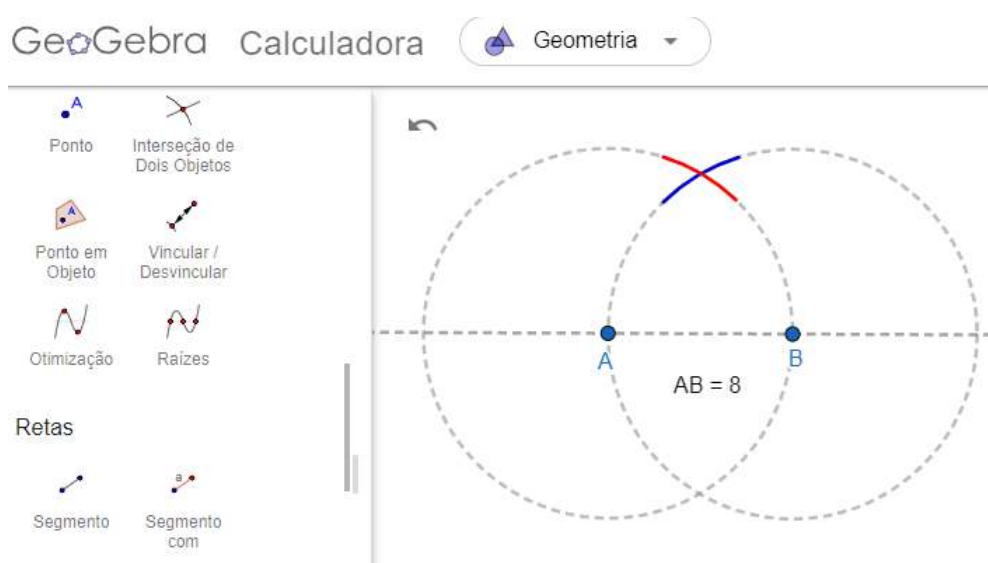 GeoGebra Calculadora Geometria
A
Ponto
Interseção de
Dois Objetos
A
Ponto em
Objeto
Vincular /
Desvincular
Otimização
Raízes
Retas
Segmento
a
Segmento
com
A
B
AB = 8